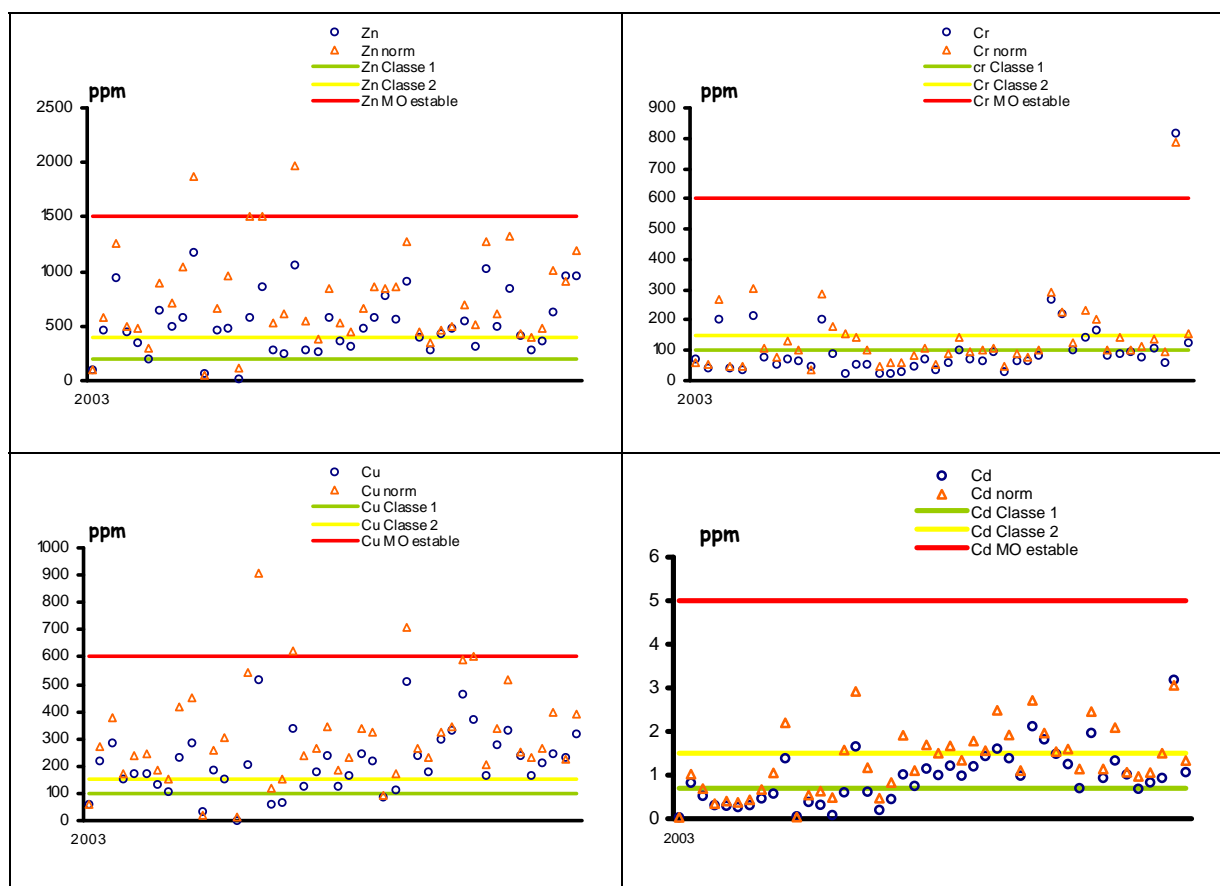 Zn
Zn norm
Zn Classe 1
Zn Classe 2
Zn MO estable
ppm
2500
2000
1500
1000
500
0
2003
Cr
Cr norm
cr Classe 1
Cr Classe 2
Cr MO estable
ppm
900
800
700
600
500
400
300
200
100
0
2003
Cu
Cu norm
Cu Classe 1
Cu Classe 2
Cu MO estable
ppm
1000
900
800
700
600
500
400
300
200
100
0
2003
Cd
Cd norm
Cd Classe 1
Cd Classe 2
Cd MO estable
ppm
6
5
4
3
2
1
0
2003